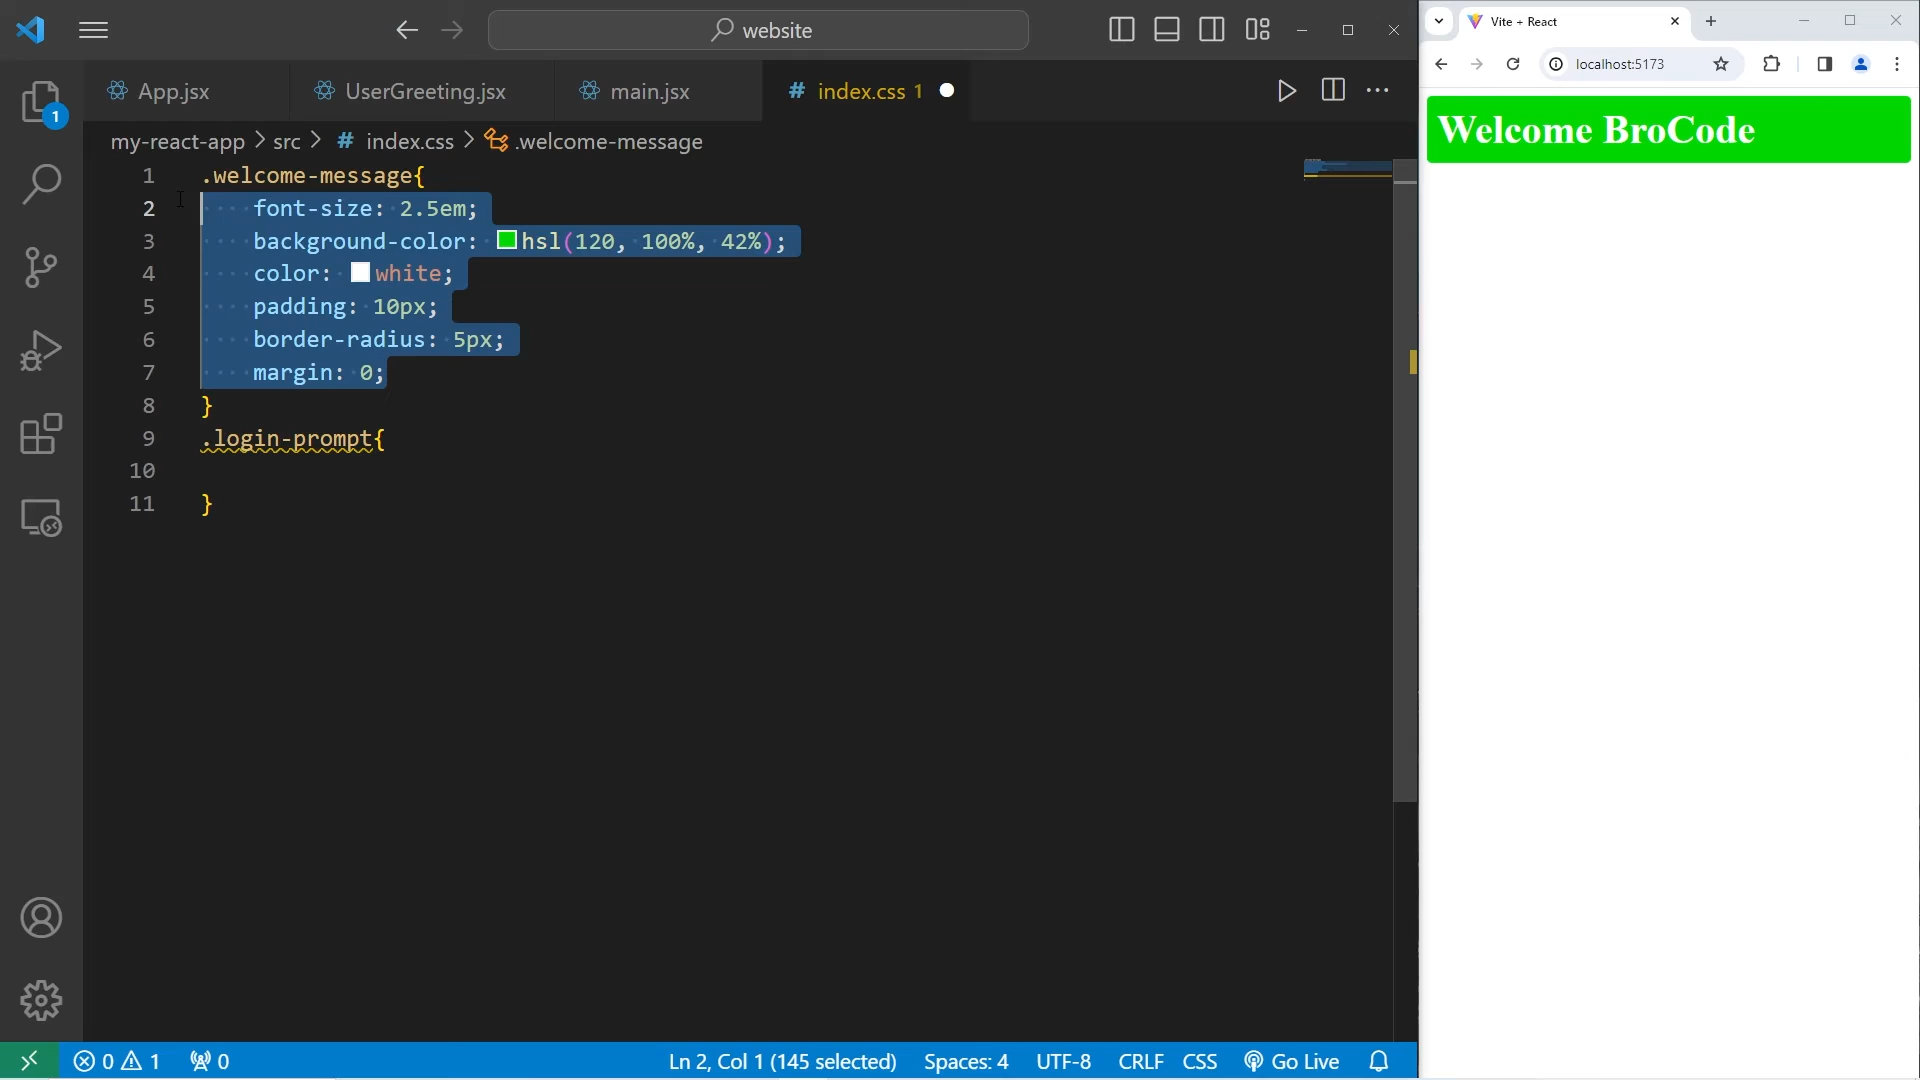 website
App.jsx
UserGreeting.jsx
main.jsx
# index.css 1
1
my-react-app > src > # index.css > .welcome-message
1 .welcome-message{
2 font-size: 2.5em;
3 background-color: hsl(120, 100%, 42%);
4 color: white;
5 padding: 10px;
6 border-radius: 5px;
7 margin: 0;
8 }
9 .login-prompt{
10
11 }
0 1 0 Ln 2, Col 1 (145 selected) Spaces: 4 UTF-8 CRLF CSS Go Live
Vite + React
localhost:5173
Welcome BroCode